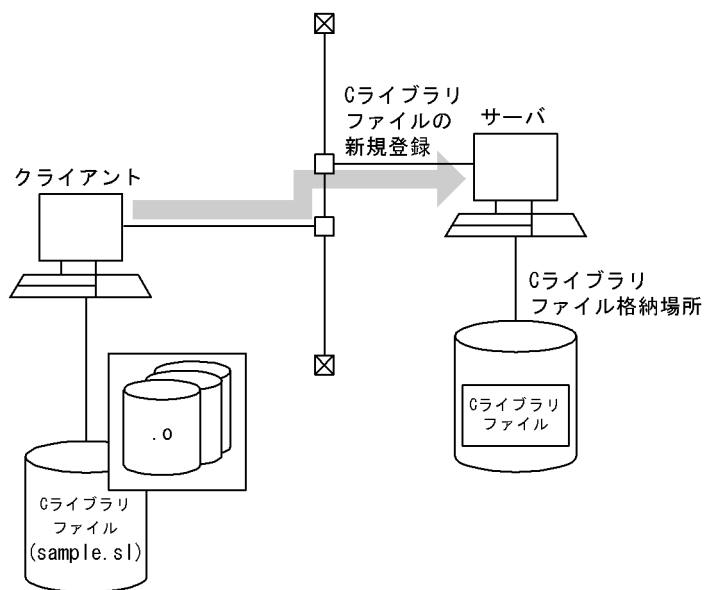 Cライブラリ
ファイルの
新規登録
サーバ
クライアント
Cライブラリ
ファイル格納場所
Cライブラリ
ファイル
.o
Cライブラリ
ファイル
(sample.sl)